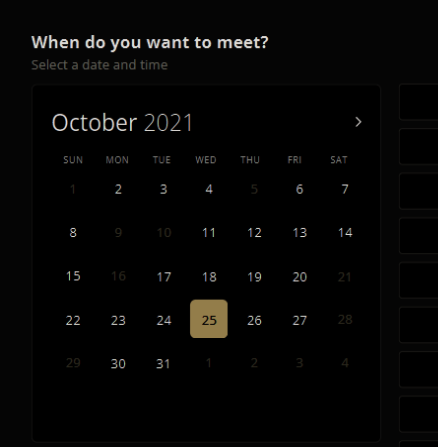 When do you want to meet?
Select a date and time
October 2021
SUN MON TUE WED THU FRI SAT
1 2 3 4 5 6 7
8 9 10 11 12 13 14
15 16 17 18 19 20 21
22 23 24 25 26 27 28
29 30 31 1 2 3 4